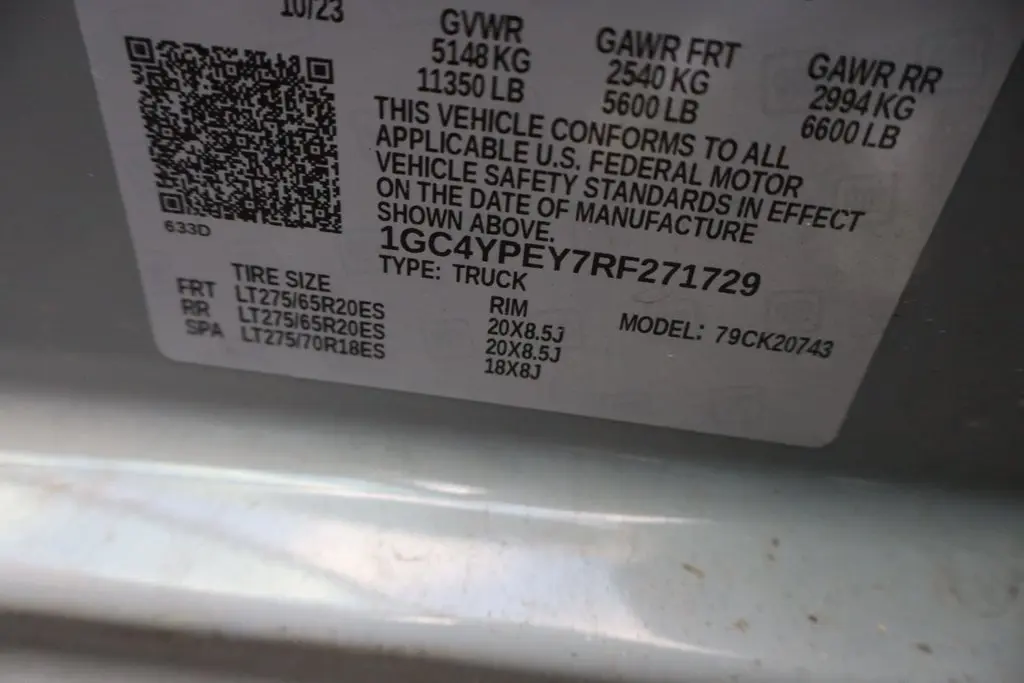 10/23
GVWR
5148 KG
11350 LB
GAWR FRT
2540 KG
5600 LB
GAWR RR
2994 KG
6600 LB
THIS VEHICLE CONFORMS TO ALL
APPLICABLE U.S. FEDERAL MOTOR
VEHICLE SAFETY STANDARDS IN EFFECT
ON THE DATE OF MANUFACTURE
SHOWN ABOVE.
1GC4YPEY7RF271729
TYPE: TRUCK
633D
TIRE SIZE
RIM
FRT LT275/65R20ES 20X8.5J
RR LT275/65R20ES 20X8.5J
SPA LT275/70R18ES 18X8J
MODEL: 79CK20743